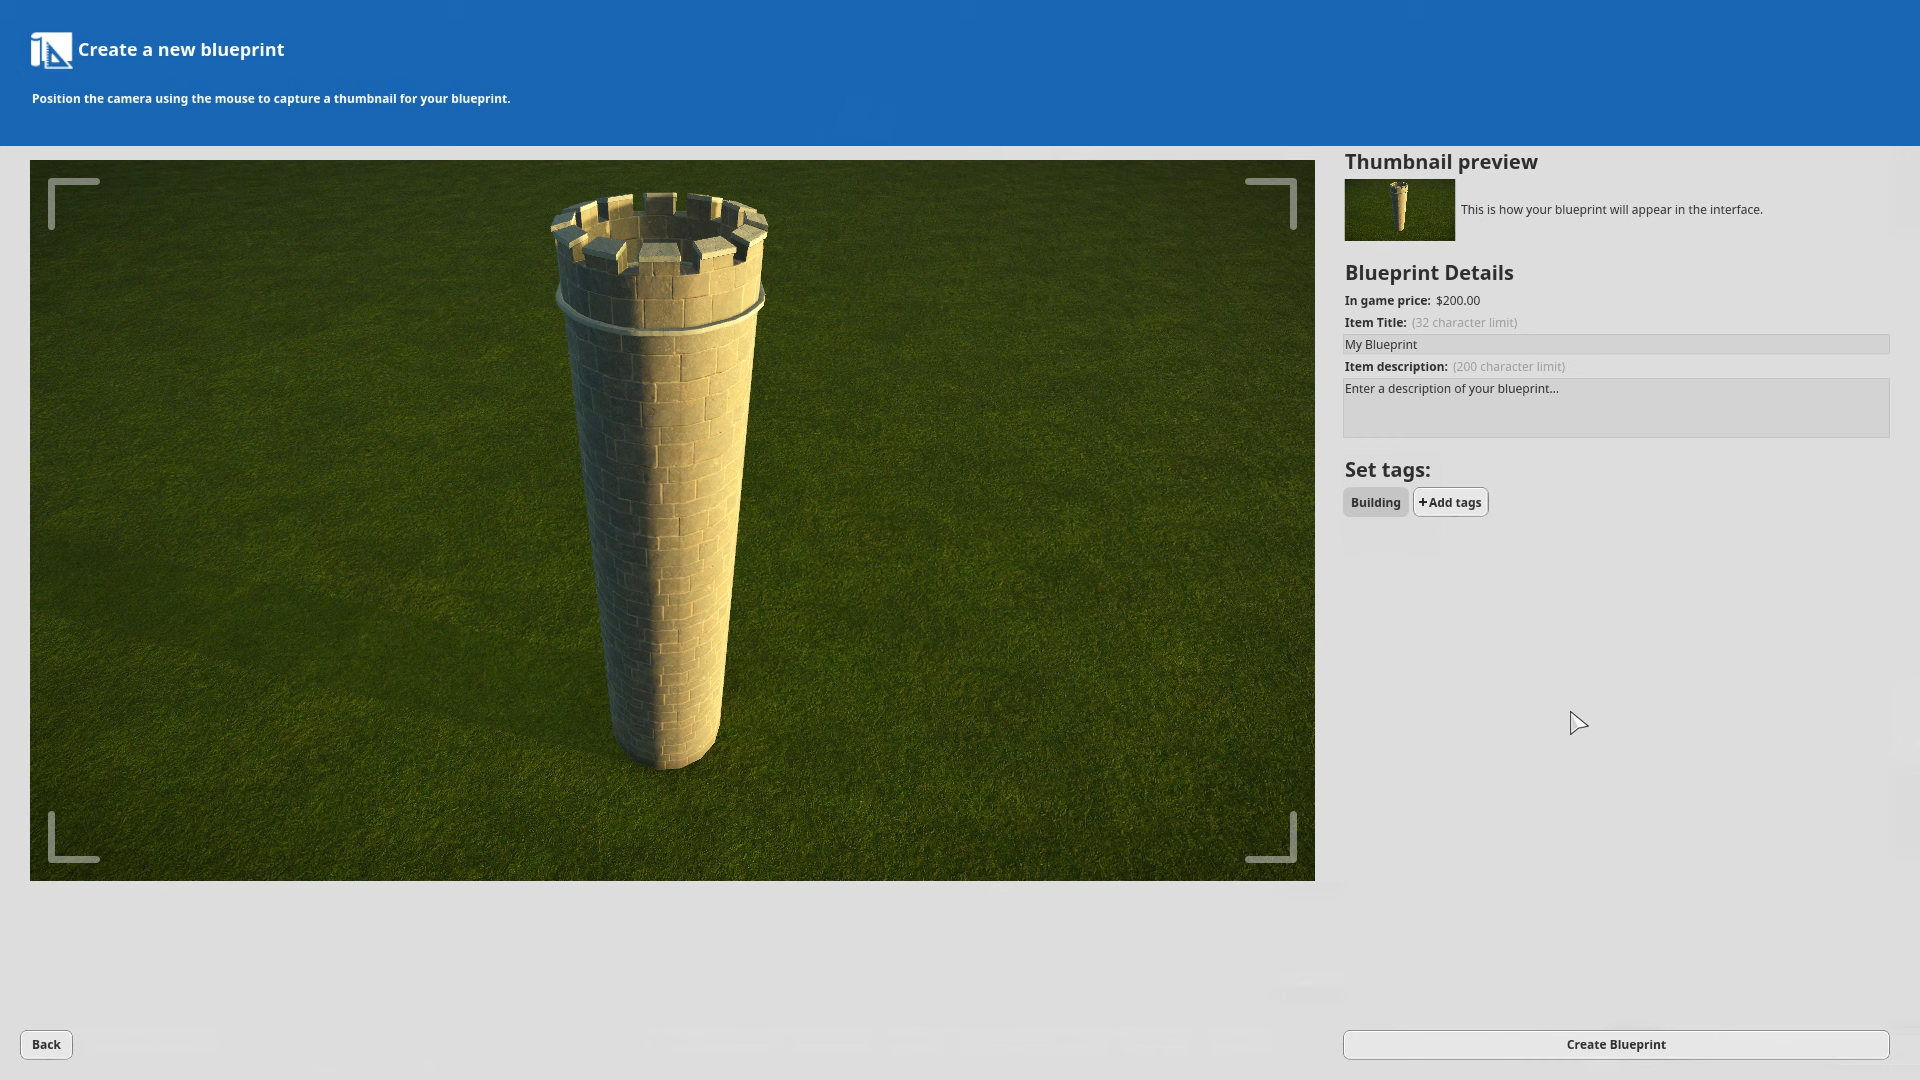 Create a new blueprint
Position the camera using the mouse to capture a thumbnail for your blueprint.
Thumbnail preview
This is how your blueprint will appear in the interface.
Blueprint Details
In game price: $200.00
Item Title: (32 character limit)
My Blueprint
Item description: (200 character limit)
Enter a description of your blueprint...
Set tags:
Building
+Add tags
Back
Create Blueprint